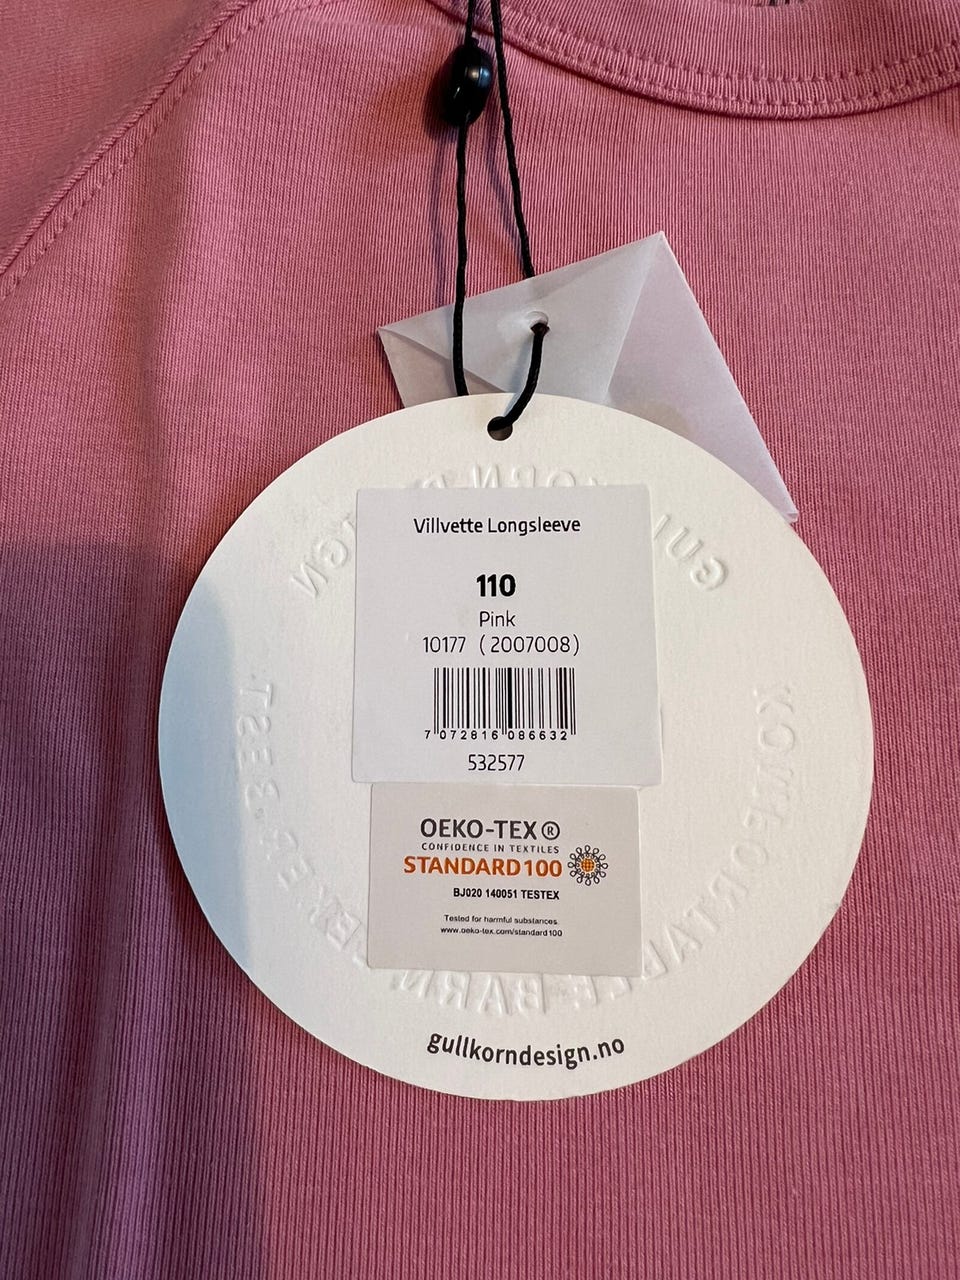 Villvette Longsleeve
110
Pink
10177 (2007008)
7 072816 086632
532577
OEKO-TEX®
CONFIDENCE IN TEXTILES
STANDARD 100
BJ020 140051 TESTEX
Tested for harmful substances.
www.oeko-tex.com/standard100
gullkorndesign.no